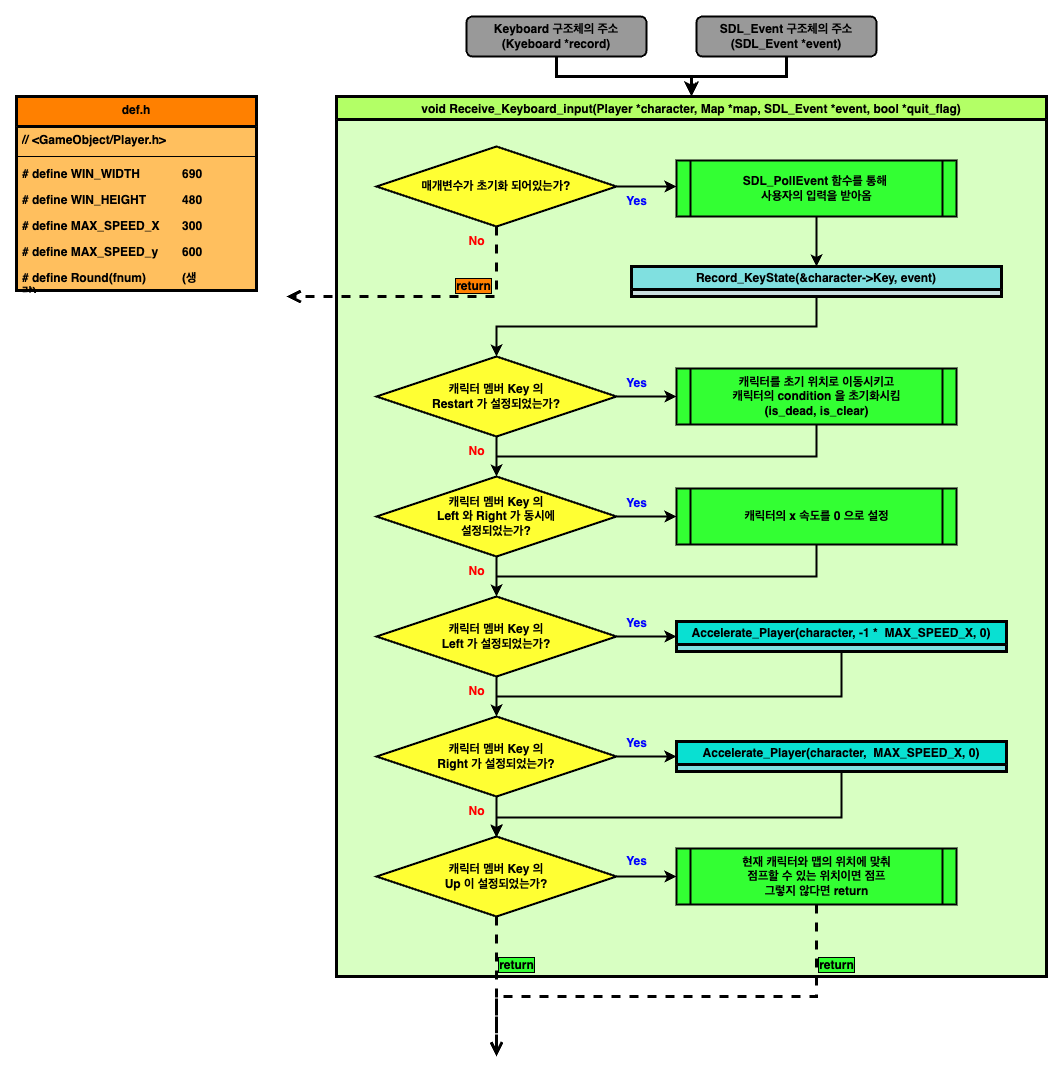 Keyboard 구조체의 주소
(Kyeboard *record)
SDL_Event 구조체의 주소
(SDL_Event *event)
def.h
// <GameObject/Player.h>
# define WIN_WIDTH 690
# define WIN_HEIGHT 480
# define MAX_SPEED_X 300
# define MAX_SPEED_y 600
# define Round(fnum) (생
void Receive_Keyboard_input(Player *character, Map *map, SDL_Event *event, bool *quit_flag)
매개변수가 초기화 되어있는가?
Yes
SDL_PollEvent 함수를 통해
사용자의 입력을 받아옴
No
return
Record_KeyState(&character->Key, event)
캐릭터 멤버 Key 의
Restart 가 설정되었는가?
Yes
캐릭터를 초기 위치로 이동시키고
캐릭터의 condition 을 초기화시킴
(is_dead, is_clear)
No
캐릭터 멤버 Key 의
Left 와 Right 가 동시에
설정되었는가?
Yes
캐릭터의 x 속도를 0 으로 설정
No
캐릭터 멤버 Key 의
Left 가 설정되었는가?
Yes
Accelerate_Player(character, -1 * MAX_SPEED_X, 0)
No
캐릭터 멤버 Key 의
Right 가 설정되었는가?
Yes
Accelerate_Player(character, MAX_SPEED_X, 0)
No
캐릭터 멤버 Key 의
Up 이 설정되었는가?
Yes
현재 캐릭터와 맵의 위치에 맞춰
점프할 수 있는 위치이면 점프
그렇지 않다면 return
return
return